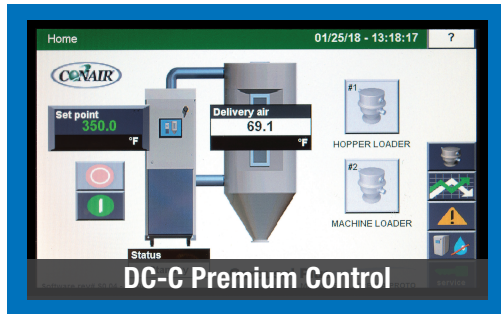 Home
01/25/18 - 13:18:17
?
CONAIR
Set point
350.0
°F
Delivery air
69.1
°F
#1
HOPPER LOADER
#2
MACHINE LOADER
Status
DC-C Premium Control